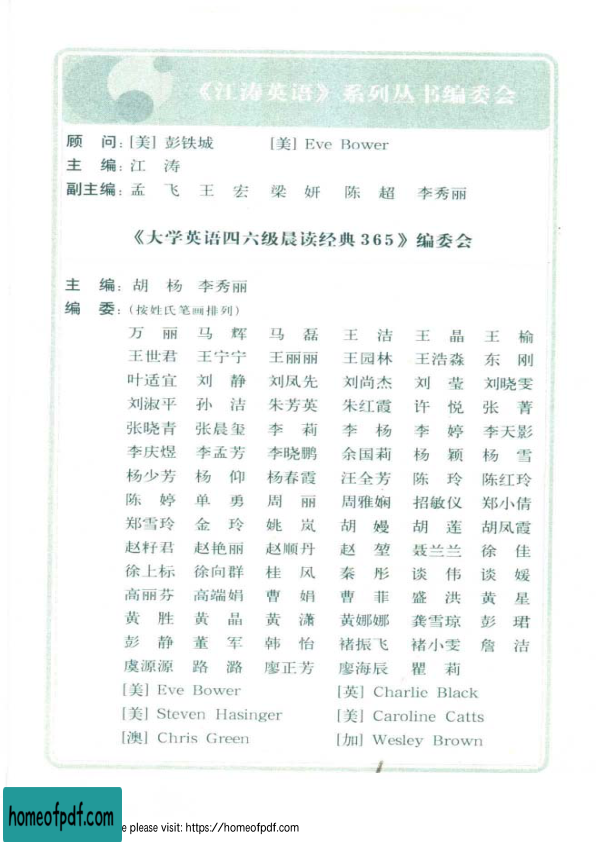 《江涛英语》系列丛书编委会
顾　问：[美] 彭铁城　[美] Eve Bower
主　编：江　涛
副主编：孟　飞　王　宏　梁　妍　陈　超　李秀丽
《大学英语四六级晨读经典 365》编委会
主　编：胡　杨　李秀丽
编　委：（按姓氏笔画排列）
万　丽　马　辉　马　磊　王　洁　王　晶　王　榆
王世君　王宁宁　王丽丽　王园林　王浩淼　东　刚
叶适宜　刘　静　刘凤先　刘尚杰　刘　莹　刘晓雯
刘淑平　孙　洁　朱芳英　朱红霞　许　悦　张　菁
张晓青　张晨玺　李　莉　李　杨　李　婷　李天影
李庆煜　李孟芳　李晓鹏　余国莉　杨　颖　杨　雪
杨少芳　杨　仰　杨春霞　汪全芳　陈　玲　陈红玲
陈　婷　单　勇　周　丽　周雅娴　招敏仪　郑小倩
郑雪玲　金　玲　姚　岚　胡　嫚　胡　莲　胡凤霞
赵籽君　赵艳丽　赵顺丹　赵　堃　聂兰兰　徐　佳
徐上标　徐向群　桂　风　秦　彤　谈　伟　谈　媛
高丽芬　高端娟　曹　娟　曹　菲　盛　洪　黄　星
黄　胜　黄　晶　黄　潇　黄娜娜　龚雪琼　彭　珺
彭　静　董　军　韩　怡　褚振飞　褚小雯　詹　洁
虞源源　路　璐　廖正芳　廖海辰　瞿　莉
[美] Eve Bower　[英] Charlie Black
[美] Steven Hasinger　[美] Caroline Catts
[澳] Chris Green　[加] Wesley Brown
homeofpdf.com
e please visit: https://homeofpdf.com